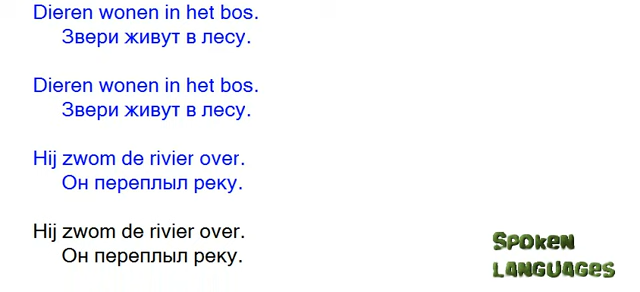 Dieren wonen in het bos.
Звери живут в лесу.
Dieren wonen in het bos.
Звери живут в лесу.
Hij zwom de rivier over.
Он переплыл реку.
Hij zwom de rivier over.
Он переплыл реку.
Spoken
Languages